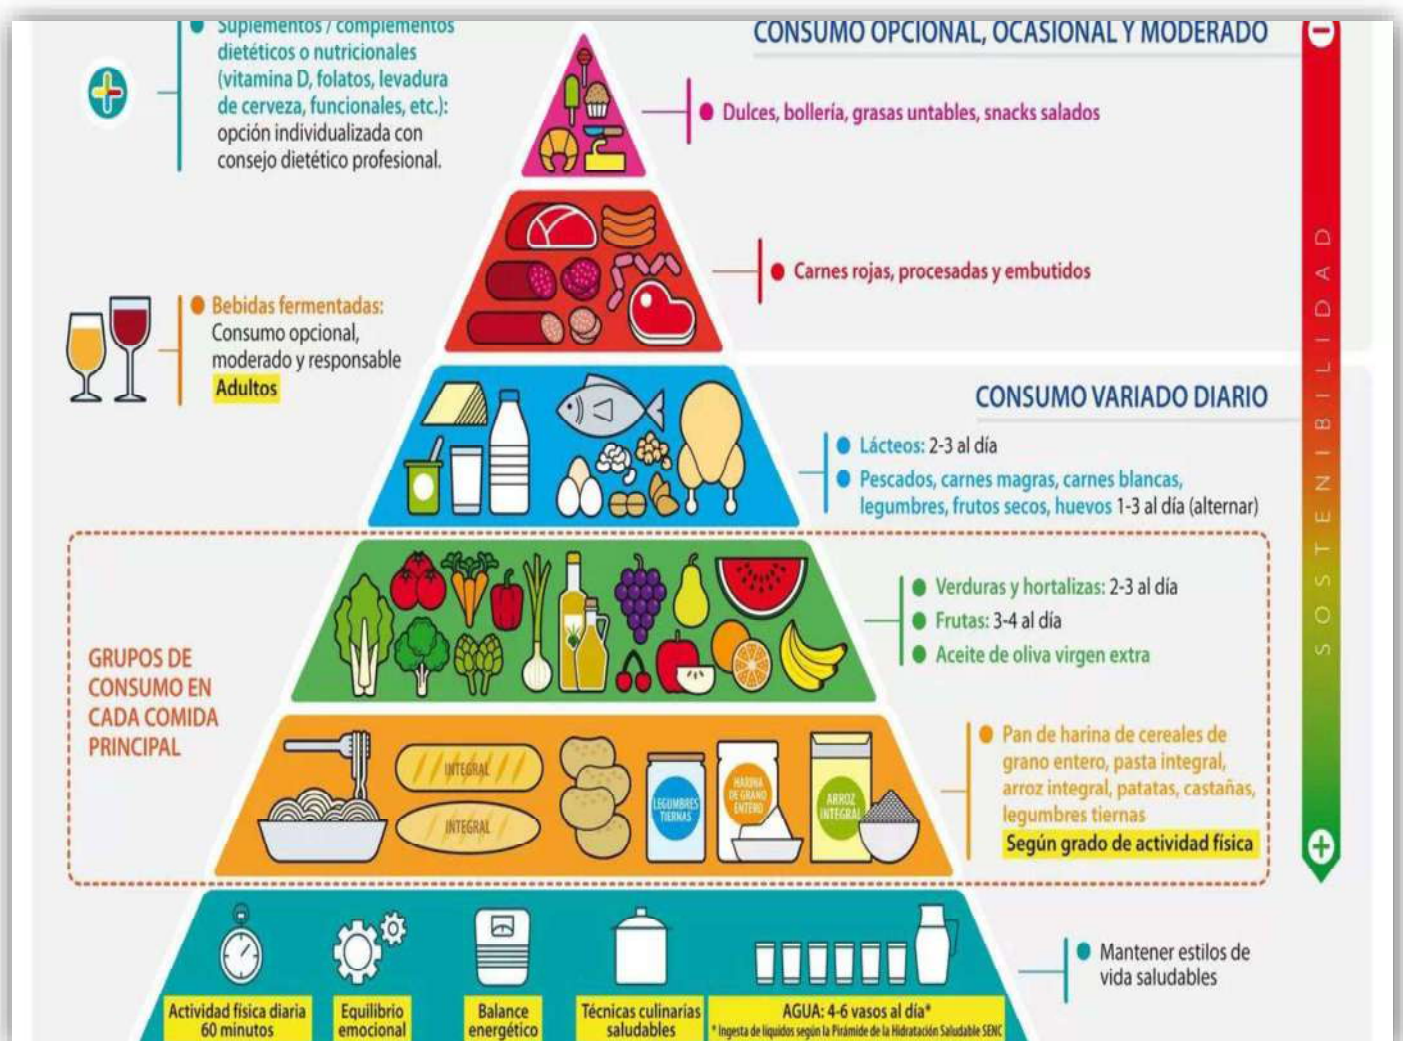 Suplementos / complementos
dietéticos o nutricionales
(vitamina D, folatos, levadura
de cerveza, funcionales, etc.):
opción individualizada con
consejo dietético profesional.
CONSUMO OPCIONAL, OCASIONAL Y MODERADO
Dulces, bollería, grasas untables, snacks salados
Carnes rojas, procesadas y embutidos
Bebidas fermentadas:
Consumo opcional,
moderado y responsable
Adultos
CONSUMO VARIADO DIARIO
Lácteos: 2-3 al día
Pescados, carnes magras, carnes blancas,
legumbres, frutos secos, huevos 1-3 al día (alternar)
SOSTENIBILIDAD
GRUPOS DE
CONSUMO EN
CADA COMIDA
PRINCIPAL
Verduras y hortalizas: 2-3 al día
Frutas: 3-4 al día
Aceite de oliva virgen extra
INTEGRAL
INTEGRAL
LEGUMBRES
TIERNAS
HARINA
DE GRANO
ENTERO
ARROZ
INTEGRAL
Pan de harina de cereales de
grano entero, pasta integral,
arroz integral, patatas, castañas,
legumbres tiernas
Según grado de actividad física
Mantener estilos de
vida saludables
Actividad física diaria
60 minutos
Equilibrio
emocional
Balance
energético
Técnicas culinarias
saludables
AGUA: 4-6 vasos al día*
* Ingesta de líquidos según la Pirámide de la Hidratación Saludable SENC